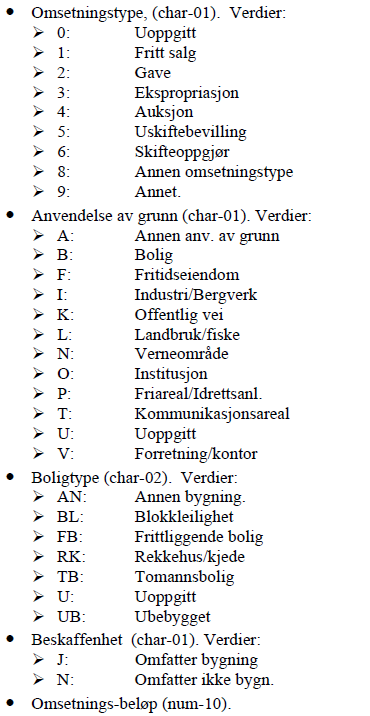 • Omsetningstype, (char-01).  Verdier:
➢ 0: Uoppgitt
➢ 1: Fritt salg
➢ 2: Gave
➢ 3: Ekspropriasjon
➢ 4: Auksjon
➢ 5: Uskiftebevilling
➢ 6: Skifteoppgjør
➢ 8: Annen omsetningstype
➢ 9: Annet.
• Anvendelse av grunn (char-01). Verdier:
➢ A: Annen anv. av grunn
➢ B: Bolig
➢ F: Fritidseiendom
➢ I: Industri/Bergverk
➢ K: Offentlig vei
➢ L: Landbruk/fiske
➢ N: Verneområde
➢ O: Institusjon
➢ P: Friareal/Idrettsanl.
➢ T: Kommunikasjonsareal
➢ U: Uoppgitt
➢ V: Forretning/kontor
• Boligtype (char-02).  Verdier:
➢ AN: Annen bygning.
➢ BL: Blokkleilighet
➢ FB: Frittliggende bolig
➢ RK: Rekkehus/kjede
➢ TB: Tomannsbolig
➢ U: Uoppgitt
➢ UB: Ubebygget
• Beskaffenhet  (char-01). Verdier:
➢ J: Omfatter bygning
➢ N: Omfatter ikke bygn.
• Omsetnings-beløp (num-10).